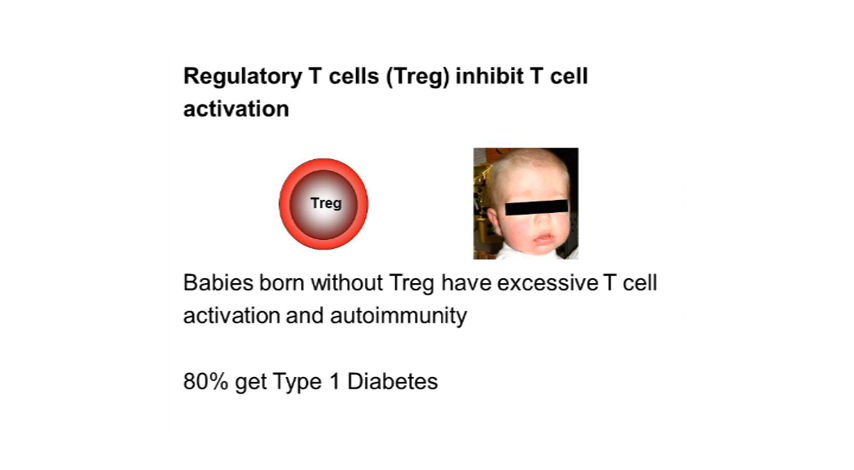 Regulatory T cells (Treg) inhibit T cell
activation
Treg
Babies born without Treg have excessive T cell
activation and autoimmunity
80% get Type 1 Diabetes